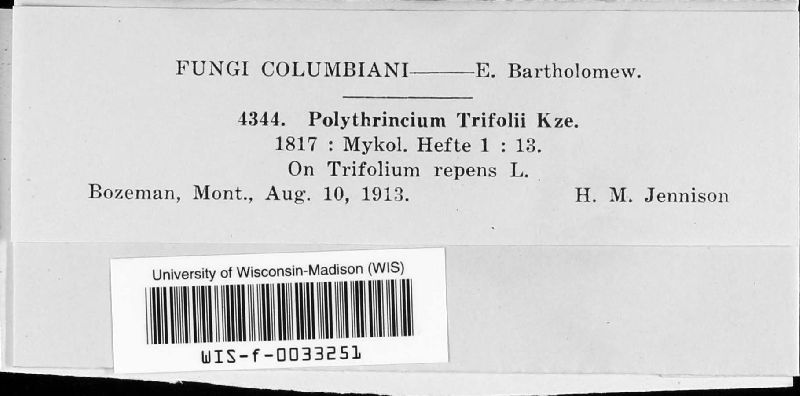 FUNGI COLUMBIANI——E. Bartholomew.
4344. Polythrincium Trifolii Kze.
1817 : Mykol. Hefte 1 : 13.
On Trifolium repens L.
Bozeman, Mont., Aug. 10, 1913. H. M. Jennison
University of Wisconsin-Madison (WIS)
WIS-f-0033251